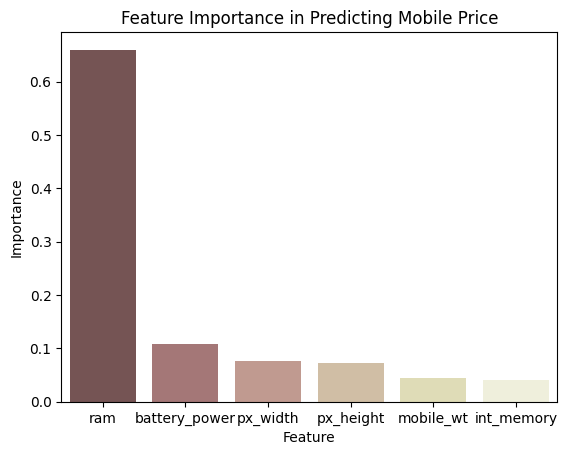 Feature Importance in Predicting Mobile Price
Importance
0.6
0.5
0.4
0.3
0.2
0.1
0.0
ram battery_power px_width px_height mobile_wt int_memory
Feature